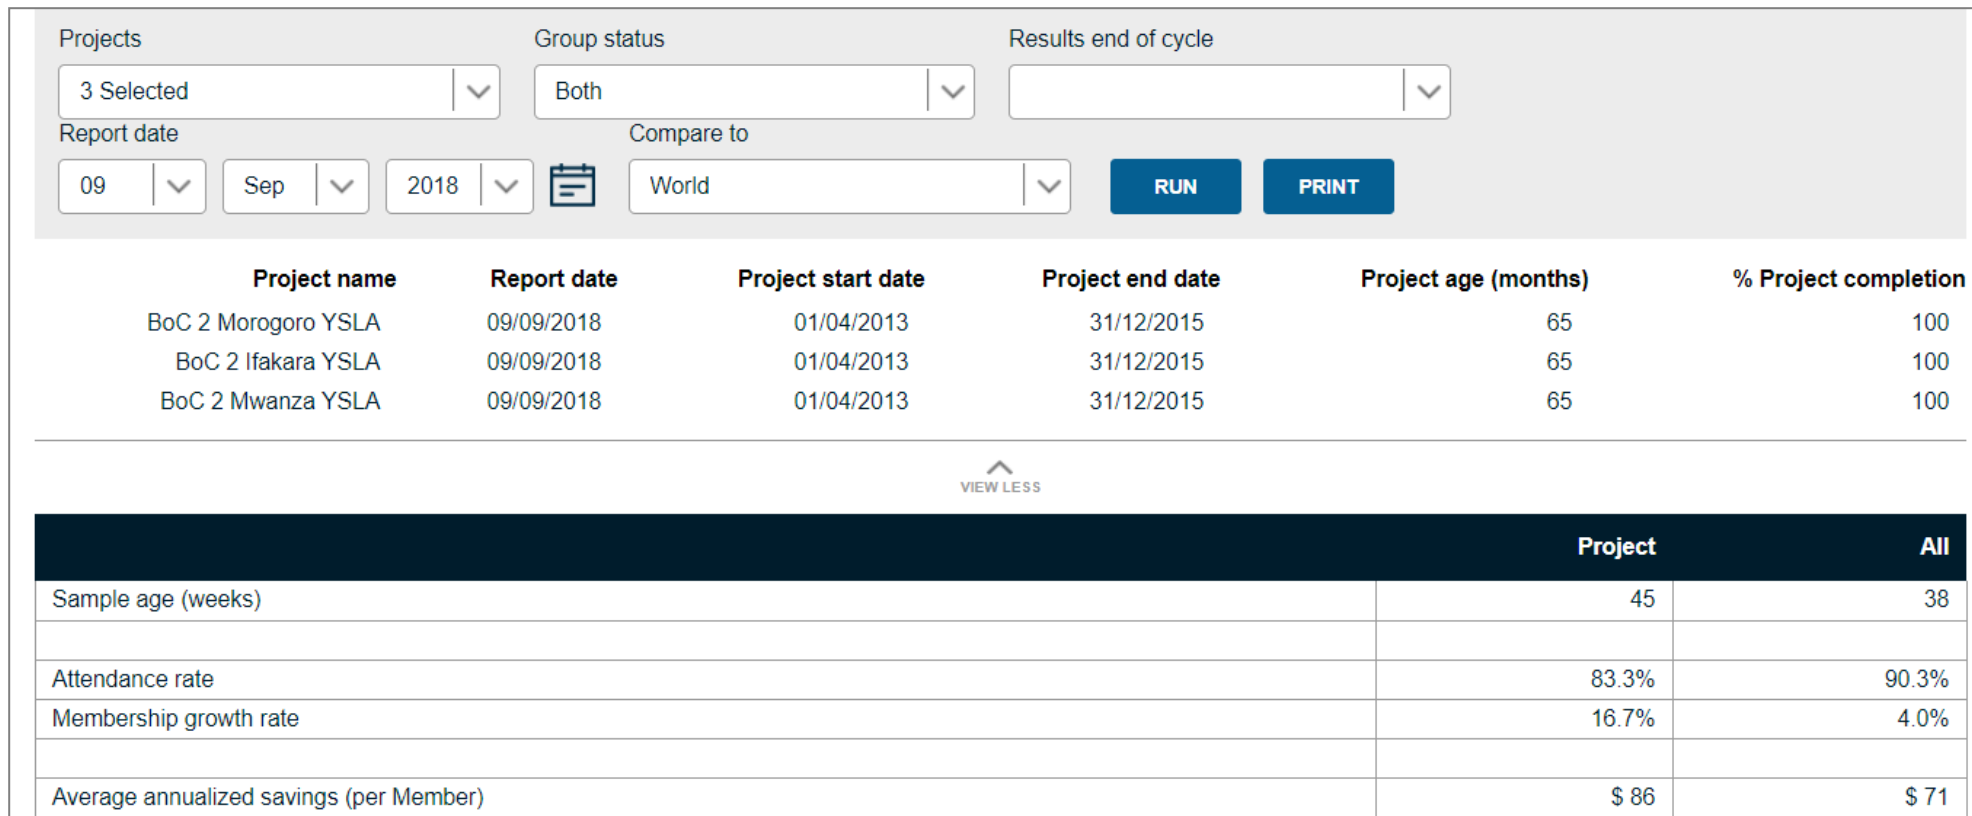 Projects Group status Results end of cycle
3 Selected Both
Report date Compare to
09 Sep 2018 World RUN PRINT
Project name Report date Project start date Project end date Project age (months) % Project completion
BoC 2 Morogoro YSLA 09/09/2018 01/04/2013 31/12/2015 65 100
BoC 2 Ifakara YSLA 09/09/2018 01/04/2013 31/12/2015 65 100
BoC 2 Mwanza YSLA 09/09/2018 01/04/2013 31/12/2015 65 100
VIEW LESS
Project All
Sample age (weeks) 45 38
Attendance rate 83.3% 90.3%
Membership growth rate 16.7% 4.0%
Average annualized savings (per Member) $ 86 $ 71